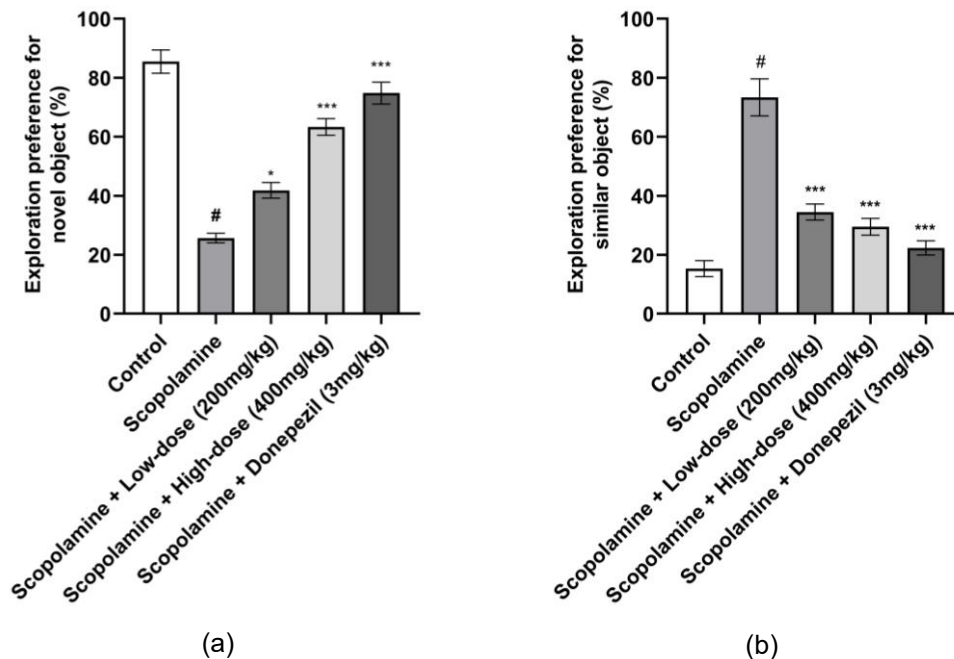 Exploration preference for
novel object (%)
100
80
60
40
20
0
#
*
***
***
Control
Scopolamine
Scopolamine + Low-dose (200mg/kg)
Scopolamine + High-dose (400mg/kg)
Scopolamine + Donepezil (3mg/kg)
(a)
Exploration preference for
similar object (%)
100
80
60
40
20
0
#
***
***
***
Control
Scopolamine
Scopolamine + Low-dose (200mg/kg)
Scopolamine + High-dose (400mg/kg)
Scopolamine + Donepezil (3mg/kg)
(b)